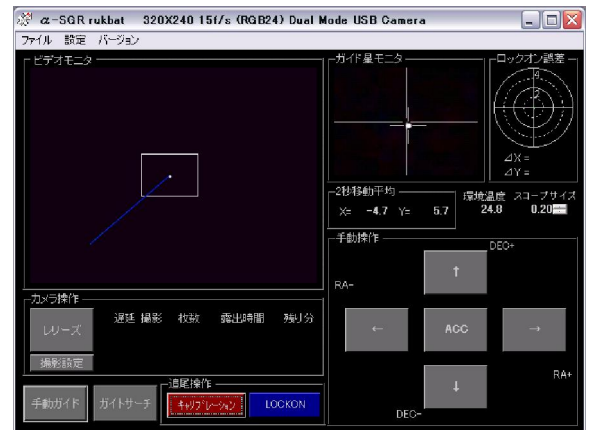 α-SGR rukbat 320X240 15f/s (RGB24) Dual Mode USB Camera
ファイル 設定 バージョン
ビデオモニタ
ガイド星モニタ
ロックオン誤差
4
2
⊿X =
⊿Y =
2秒移動平均
X= -4.7 Y= 5.7
環境温度 スコープサイズ
24.8 0.20
手動操作
DEC+
↑
RA-
← ACC →
↓
RA+
DEC-
カメラ操作
レリーズ
遅延 撮影 枚数 露出時間 残り分
撮影設定
手動ガイド
ガイドサーチ
追尾操作
キャリブレーション
LOCKON